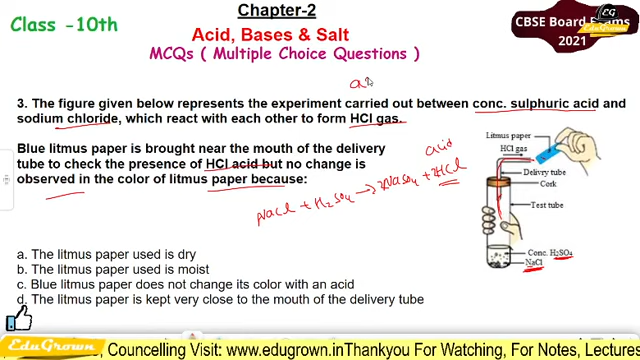 Chapter-2
Class -10th
EduGrown
CBSE Board Exams
2021
Acid, Bases & Salt
MCQs ( Multiple Choice Questions )
a
3. The figure given below represents the experiment carried out between conc. sulphuric acid and
sodium chloride, which react with each other to form HCl gas.
Blue litmus paper is brought near the mouth of the delivery
tube to check the presence of HCl acid but no change is
observed in the color of litmus paper because:
acid
NaCl + H2SO4 → 2NaSO4 + 2HCl
Litmus paper
HCl gas
Delivry tube
Cork
Test tube
Conc. H2SO4
NaCl
a. The litmus paper used is dry
b. The litmus paper used is moist
c. Blue litmus paper does not change its color with an acid
d. The litmus paper is kept very close to the mouth of the delivery tube
EduGrown
, Councelling Visit: www.edugrown.inThankyou For Watching, For Notes, Lectures